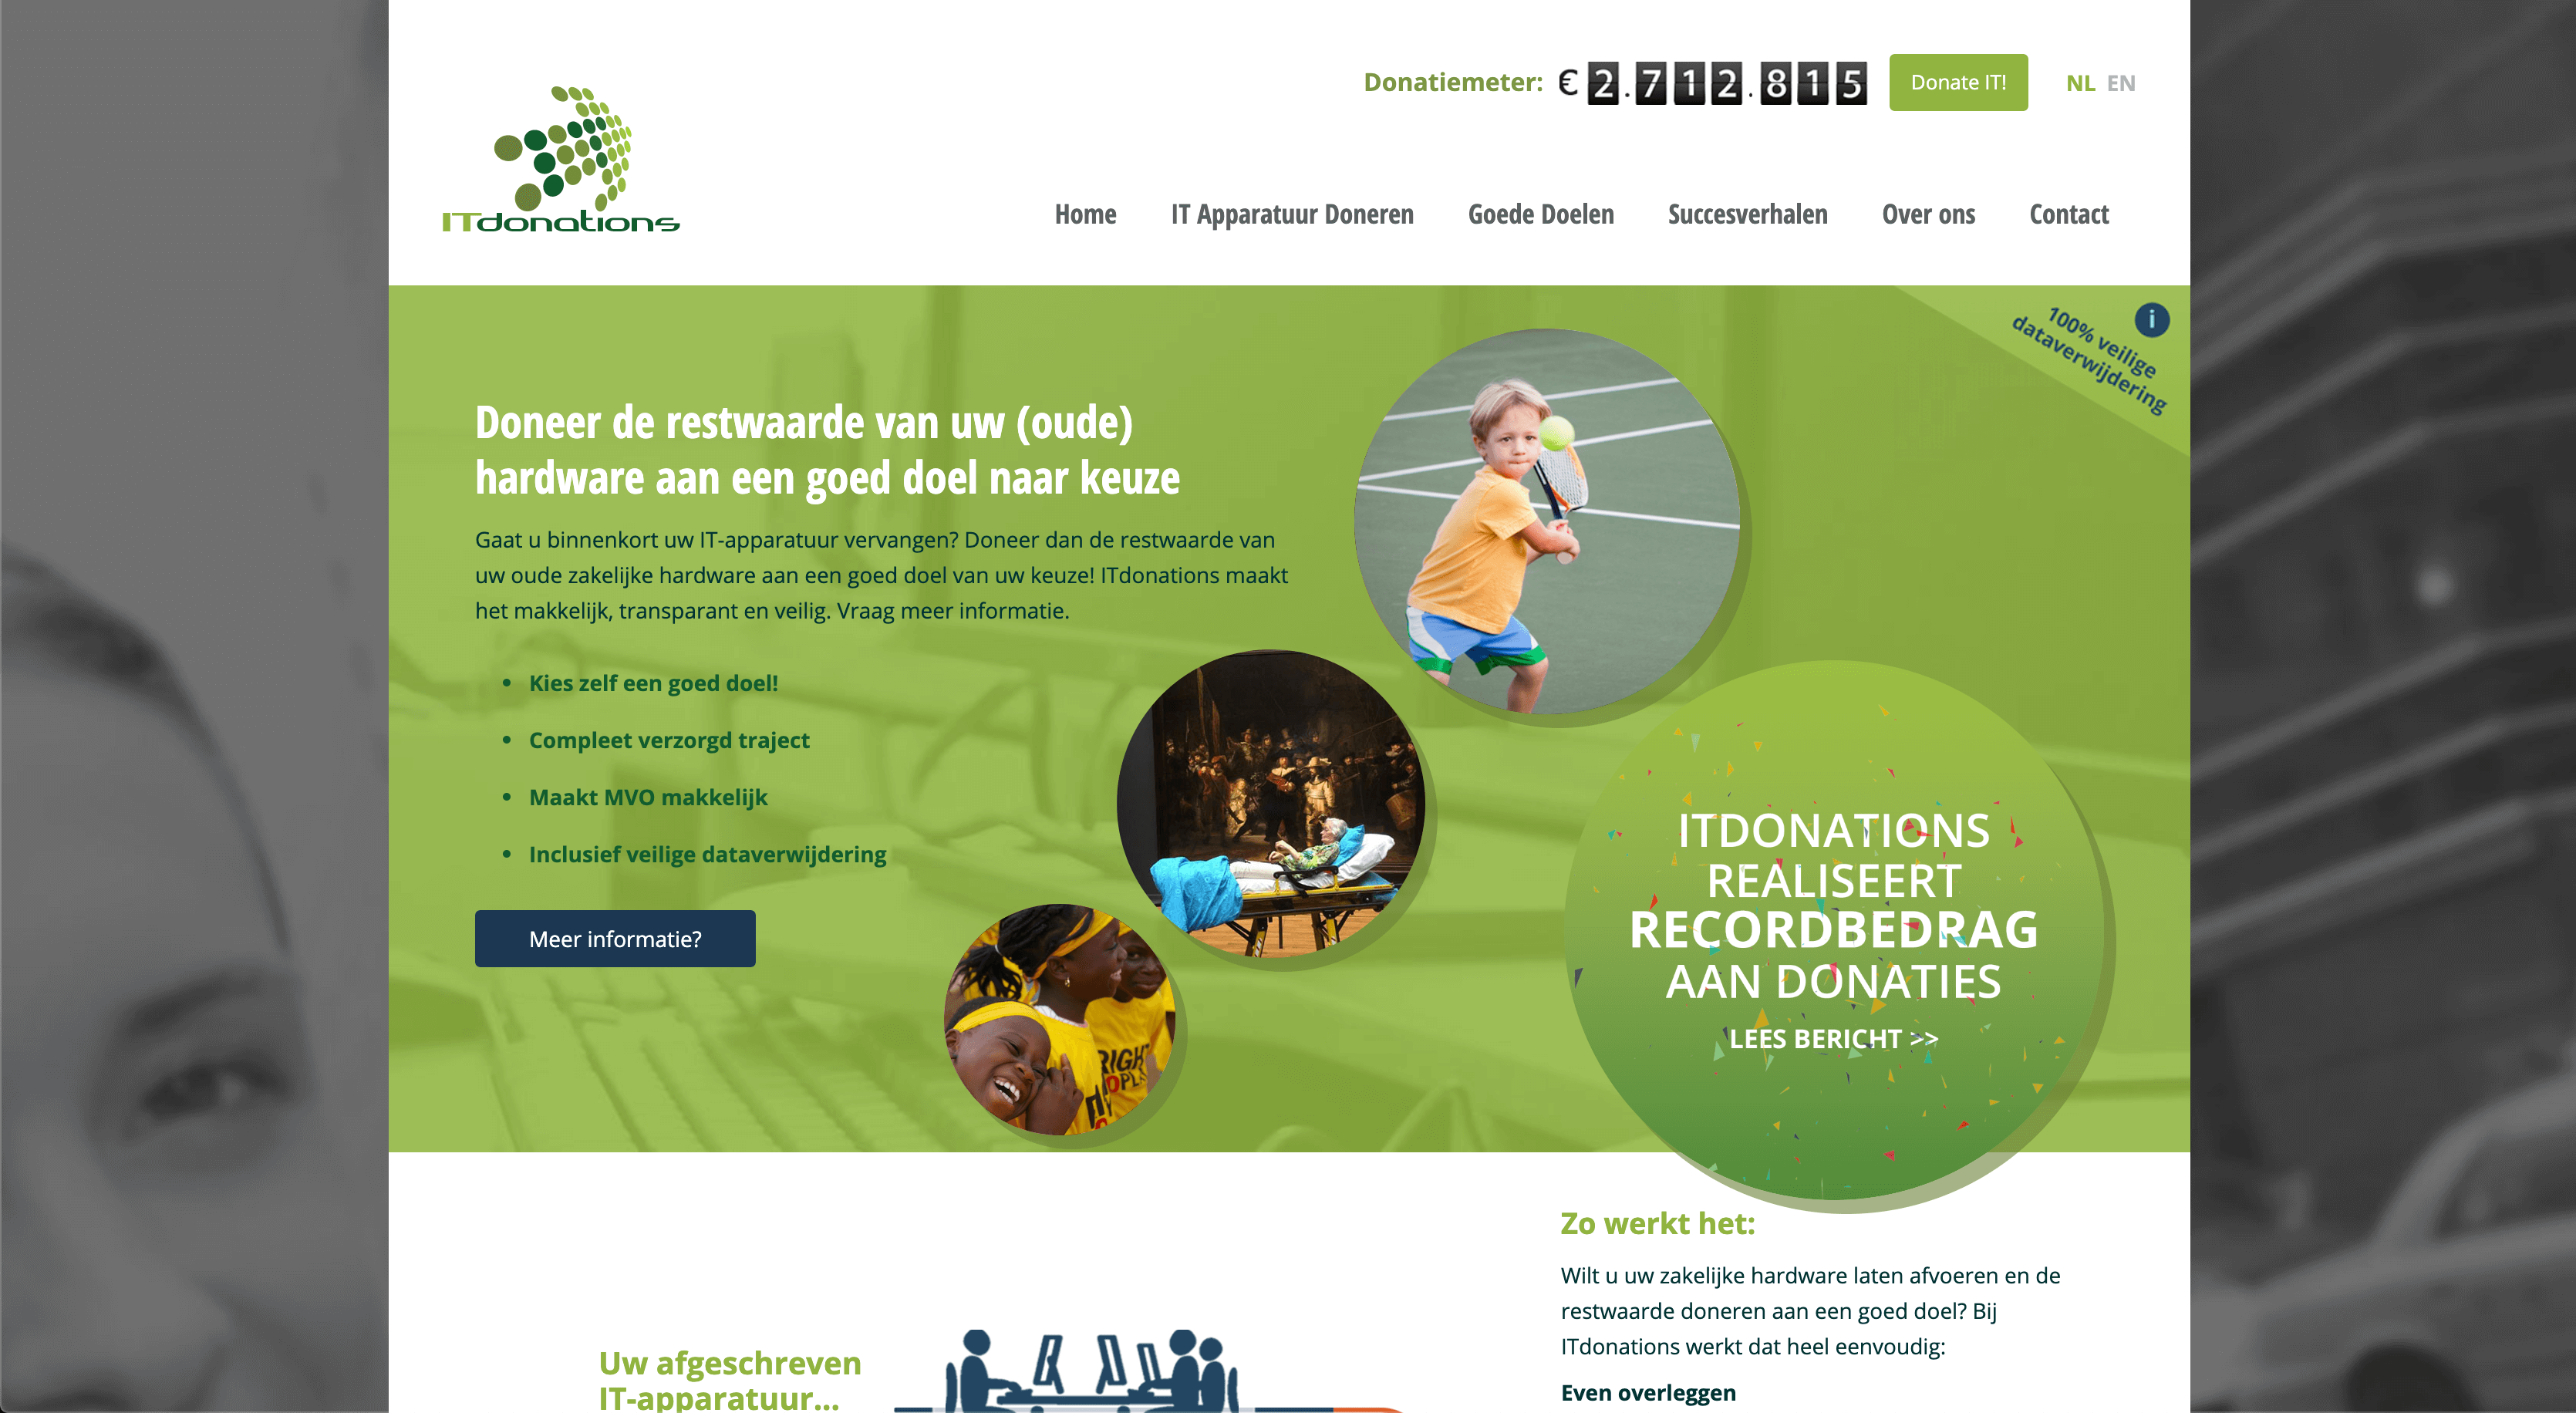 Donatiemeter: € 2.712.815 Donate IT! NL EN
ITdonations
Home IT Apparatuur Doneren Goede Doelen Succesverhalen Over ons Contact
100% veilige
dataverwijdering
i
Doneer de restwaarde van uw (oude)
hardware aan een goed doel naar keuze
Gaat u binnenkort uw IT-apparatuur vervangen? Doneer dan de restwaarde van
uw oude zakelijke hardware aan een goed doel van uw keuze! ITdonations maakt
het makkelijk, transparant en veilig. Vraag meer informatie.
• Kies zelf een goed doel!
• Compleet verzorgd traject
• Maakt MVO makkelijk
• Inclusief veilige dataverwijdering
Meer informatie?
RIGHT
ITDONATIONS
REALISEERT
RECORDBEDRAG
AAN DONATIES
LEES BERICHT >>
Uw afgeschreven
IT-apparatuur...
Zo werkt het:
Wilt u uw zakelijke hardware laten afvoeren en de
restwaarde doneren aan een goed doel? Bij
ITdonations werkt dat heel eenvoudig:
Even overleggen